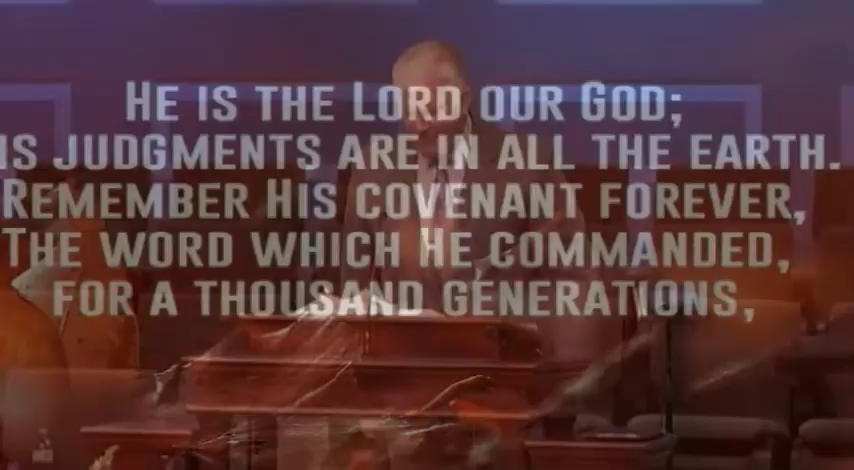 He is the Lord our God;
is judgments are in all the earth.
Remember His covenant forever,
The word which He commanded,
for a thousand generations,